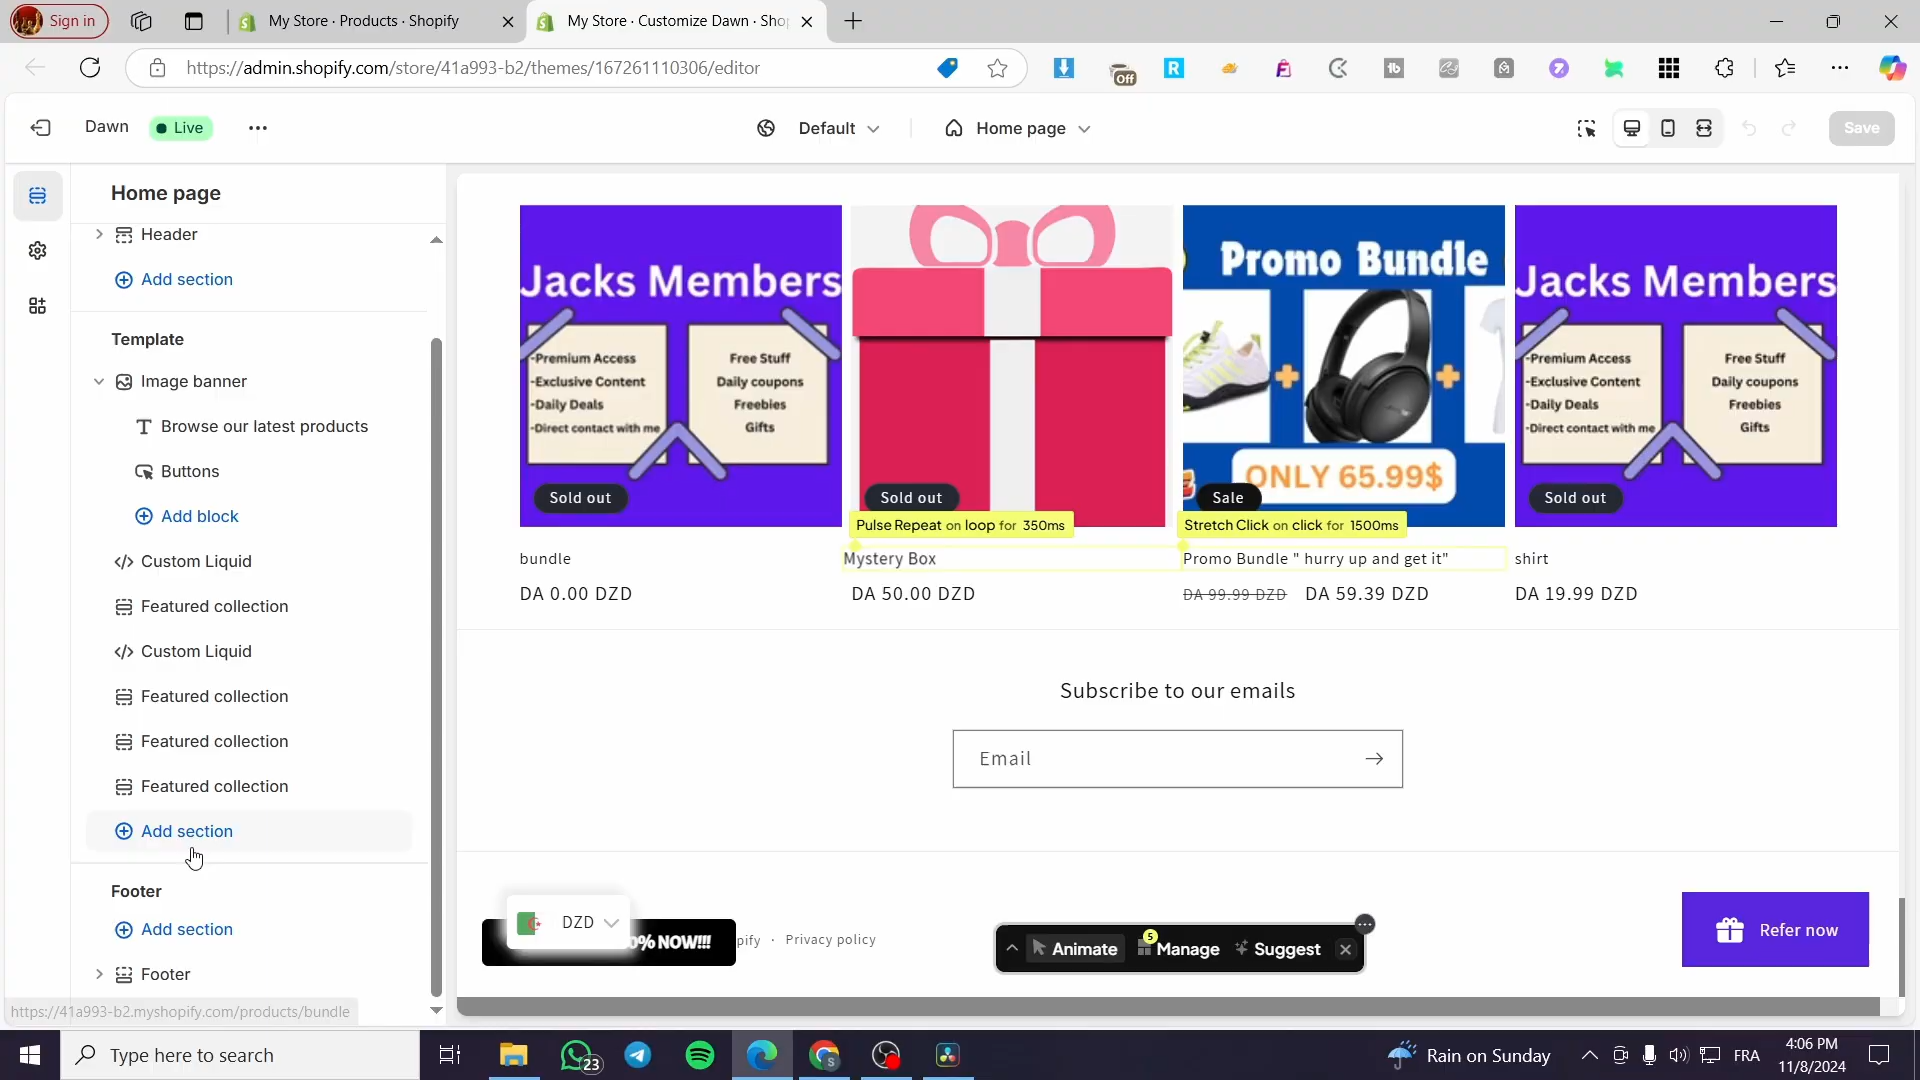 Sign in
My Store · Products · Shopify
My Store · Customize Dawn · Sho
https://admin.shopify.com/store/41a993-b2/themes/167261110306/editor
Off
Dawn
Live
Default
Home page
Save
Home page
Header
Add section
Template
Image banner
Browse our latest products
Buttons
Add block
Custom Liquid
Featured collection
Custom Liquid
Featured collection
Featured collection
Featured collection
Add section
Footer
Add section
Footer
https://41a993-b2.myshopify.com/products/bundle
Jacks Members
-Premium Access
-Exclusive Content
-Daily Deals
-Direct contact with me
Free Stuff
Daily coupons
Freebies
Gifts
Sold out
Sold out
Promo Bundle
ONLY 65.99$
Sale
Jacks Members
-Premium Access
-Exclusive Content
-Daily Deals
-Direct contact with me
Free Stuff
Daily coupons
Freebies
Gifts
Sold out
Pulse Repeat on loop for 350ms
Stretch Click on click for 1500ms
bundle
Mystery Box
Promo Bundle " hurry up and get it"
shirt
DA 0.00 DZD
DA 50.00 DZD
DA 99.99 DZD DA 59.39 DZD
DA 19.99 DZD
Subscribe to our emails
Email
DZD
0% NOW!!!
pify · Privacy policy
Animate
5
Manage
Suggest
Refer now
Type here to search
23
Rain on Sunday
FRA
4:06 PM
11/8/2024